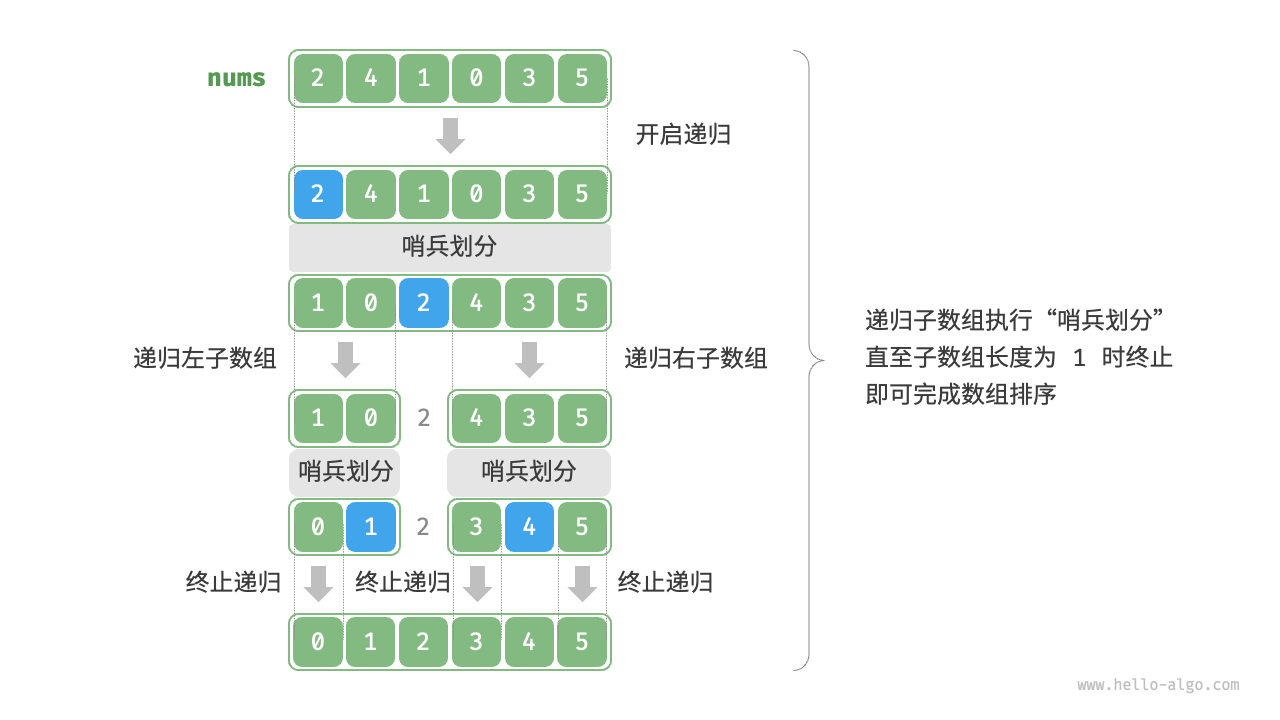 nums 2 4 1 0 3 5
开启递归
2 4 1 0 3 5
哨兵划分
1 0 2 4 3 5
递归左子数组 递归右子数组
1 0 2 4 3 5
哨兵划分 哨兵划分
0 1 2 3 4 5
终止递归 终止递归 终止递归
0 1 2 3 4 5
递归子数组执行“哨兵划分”
直至子数组长度为 1 时终止
即可完成数组排序
www.hello-algo.com